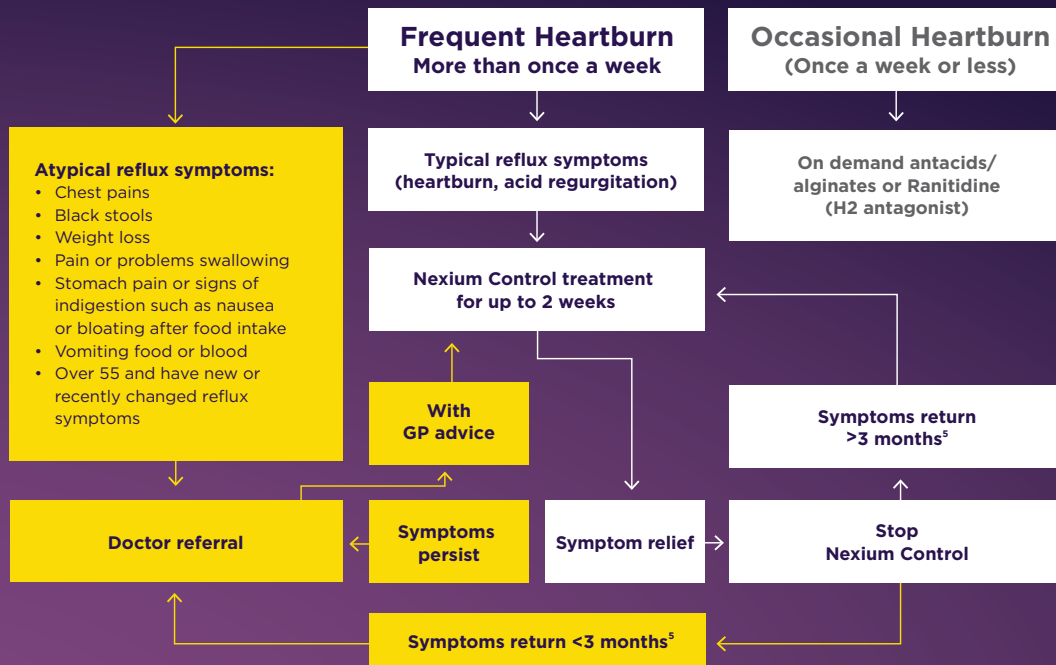 Frequent Heartburn
More than once a week
Occasional Heartburn
(Once a week or less)
Atypical reflux symptoms:
• Chest pains
• Black stools
• Weight loss
• Pain or problems swallowing
• Stomach pain or signs of
indigestion such as nausea
or bloating after food intake
• Vomiting food or blood
• Over 55 and have new or
recently changed reflux
symptoms
Typical reflux symptoms
(heartburn, acid regurgitation)
On demand antacids/
alginates or Ranitidine
(H2 antagonist)
Nexium Control treatment
for up to 2 weeks
With
GP advice
Symptoms return
>3 months⁵
Doctor referral
Symptoms
persist
Symptom relief
Stop
Nexium Control
Symptoms return <3 months⁵